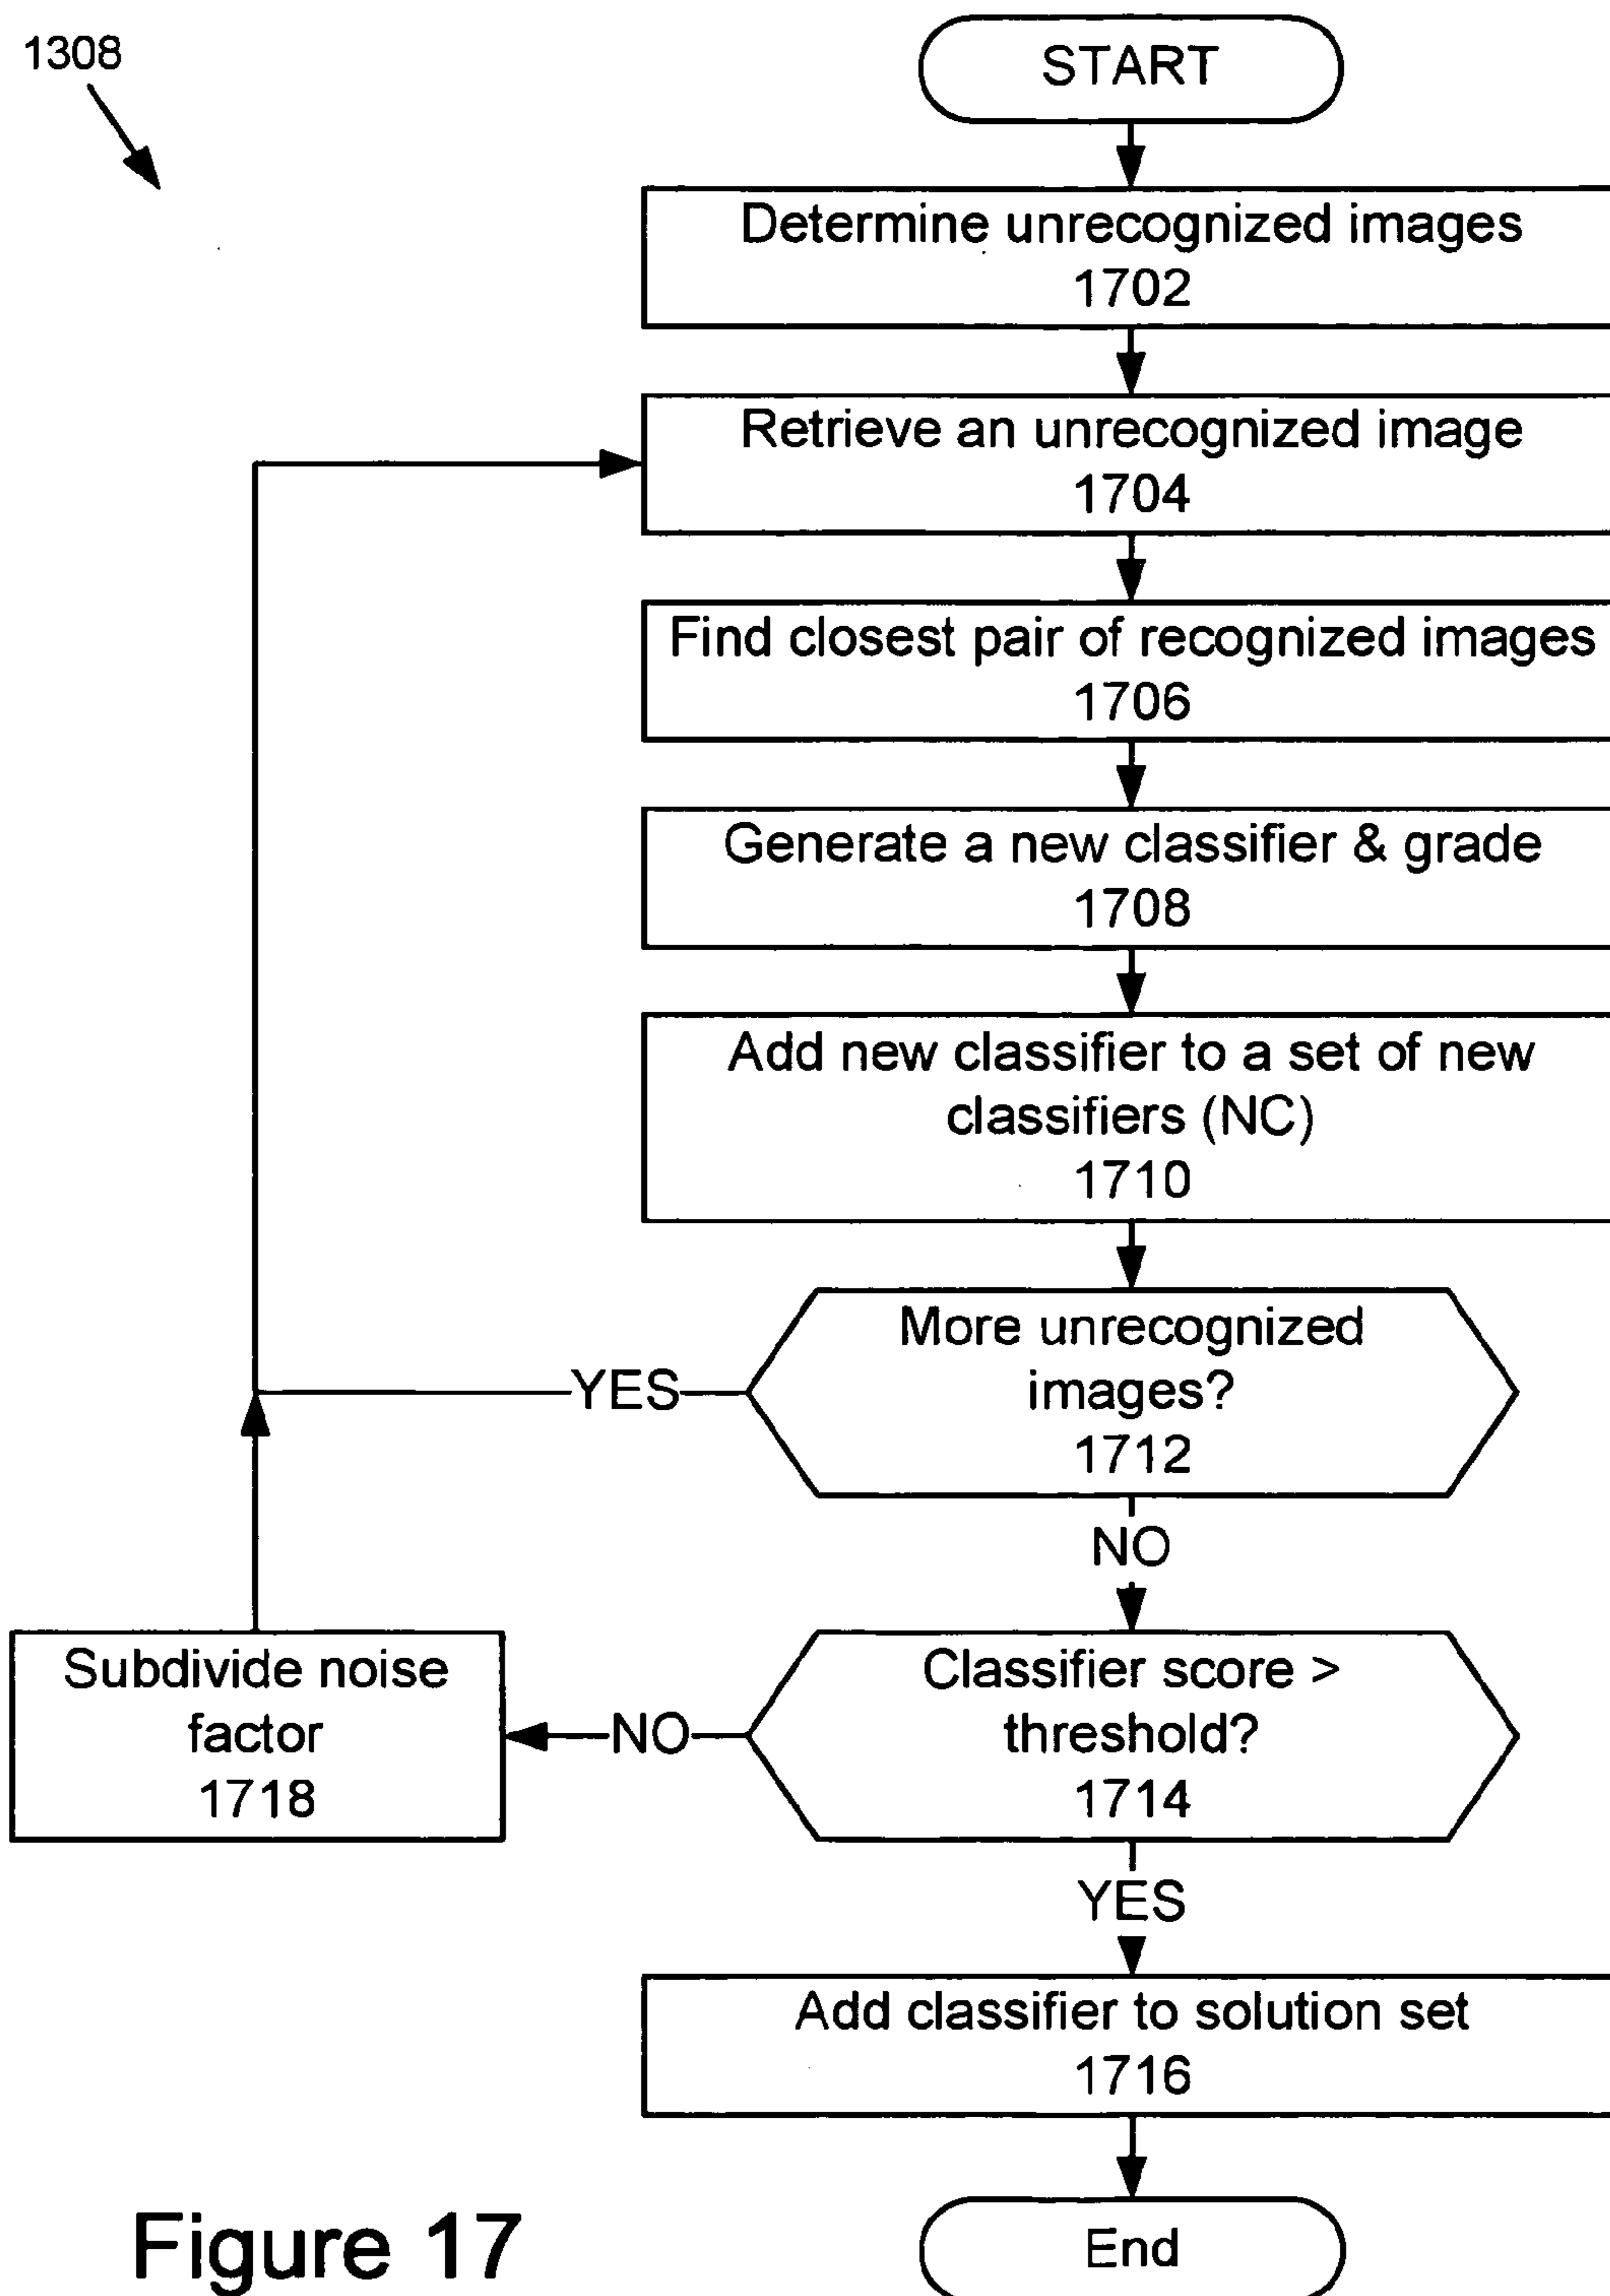 1308
START
Determine unrecognized images
1702
Retrieve an unrecognized image
1704
Find closest pair of recognized images
1706
Generate a new classifier & grade
1708
Add new classifier to a set of new
classifiers (NC)
1710
More unrecognized
images?
1712
YES
NO
Classifier score >
threshold?
1714
NO
Subdivide noise
factor
1718
YES
Add classifier to solution set
1716
End
Figure 17